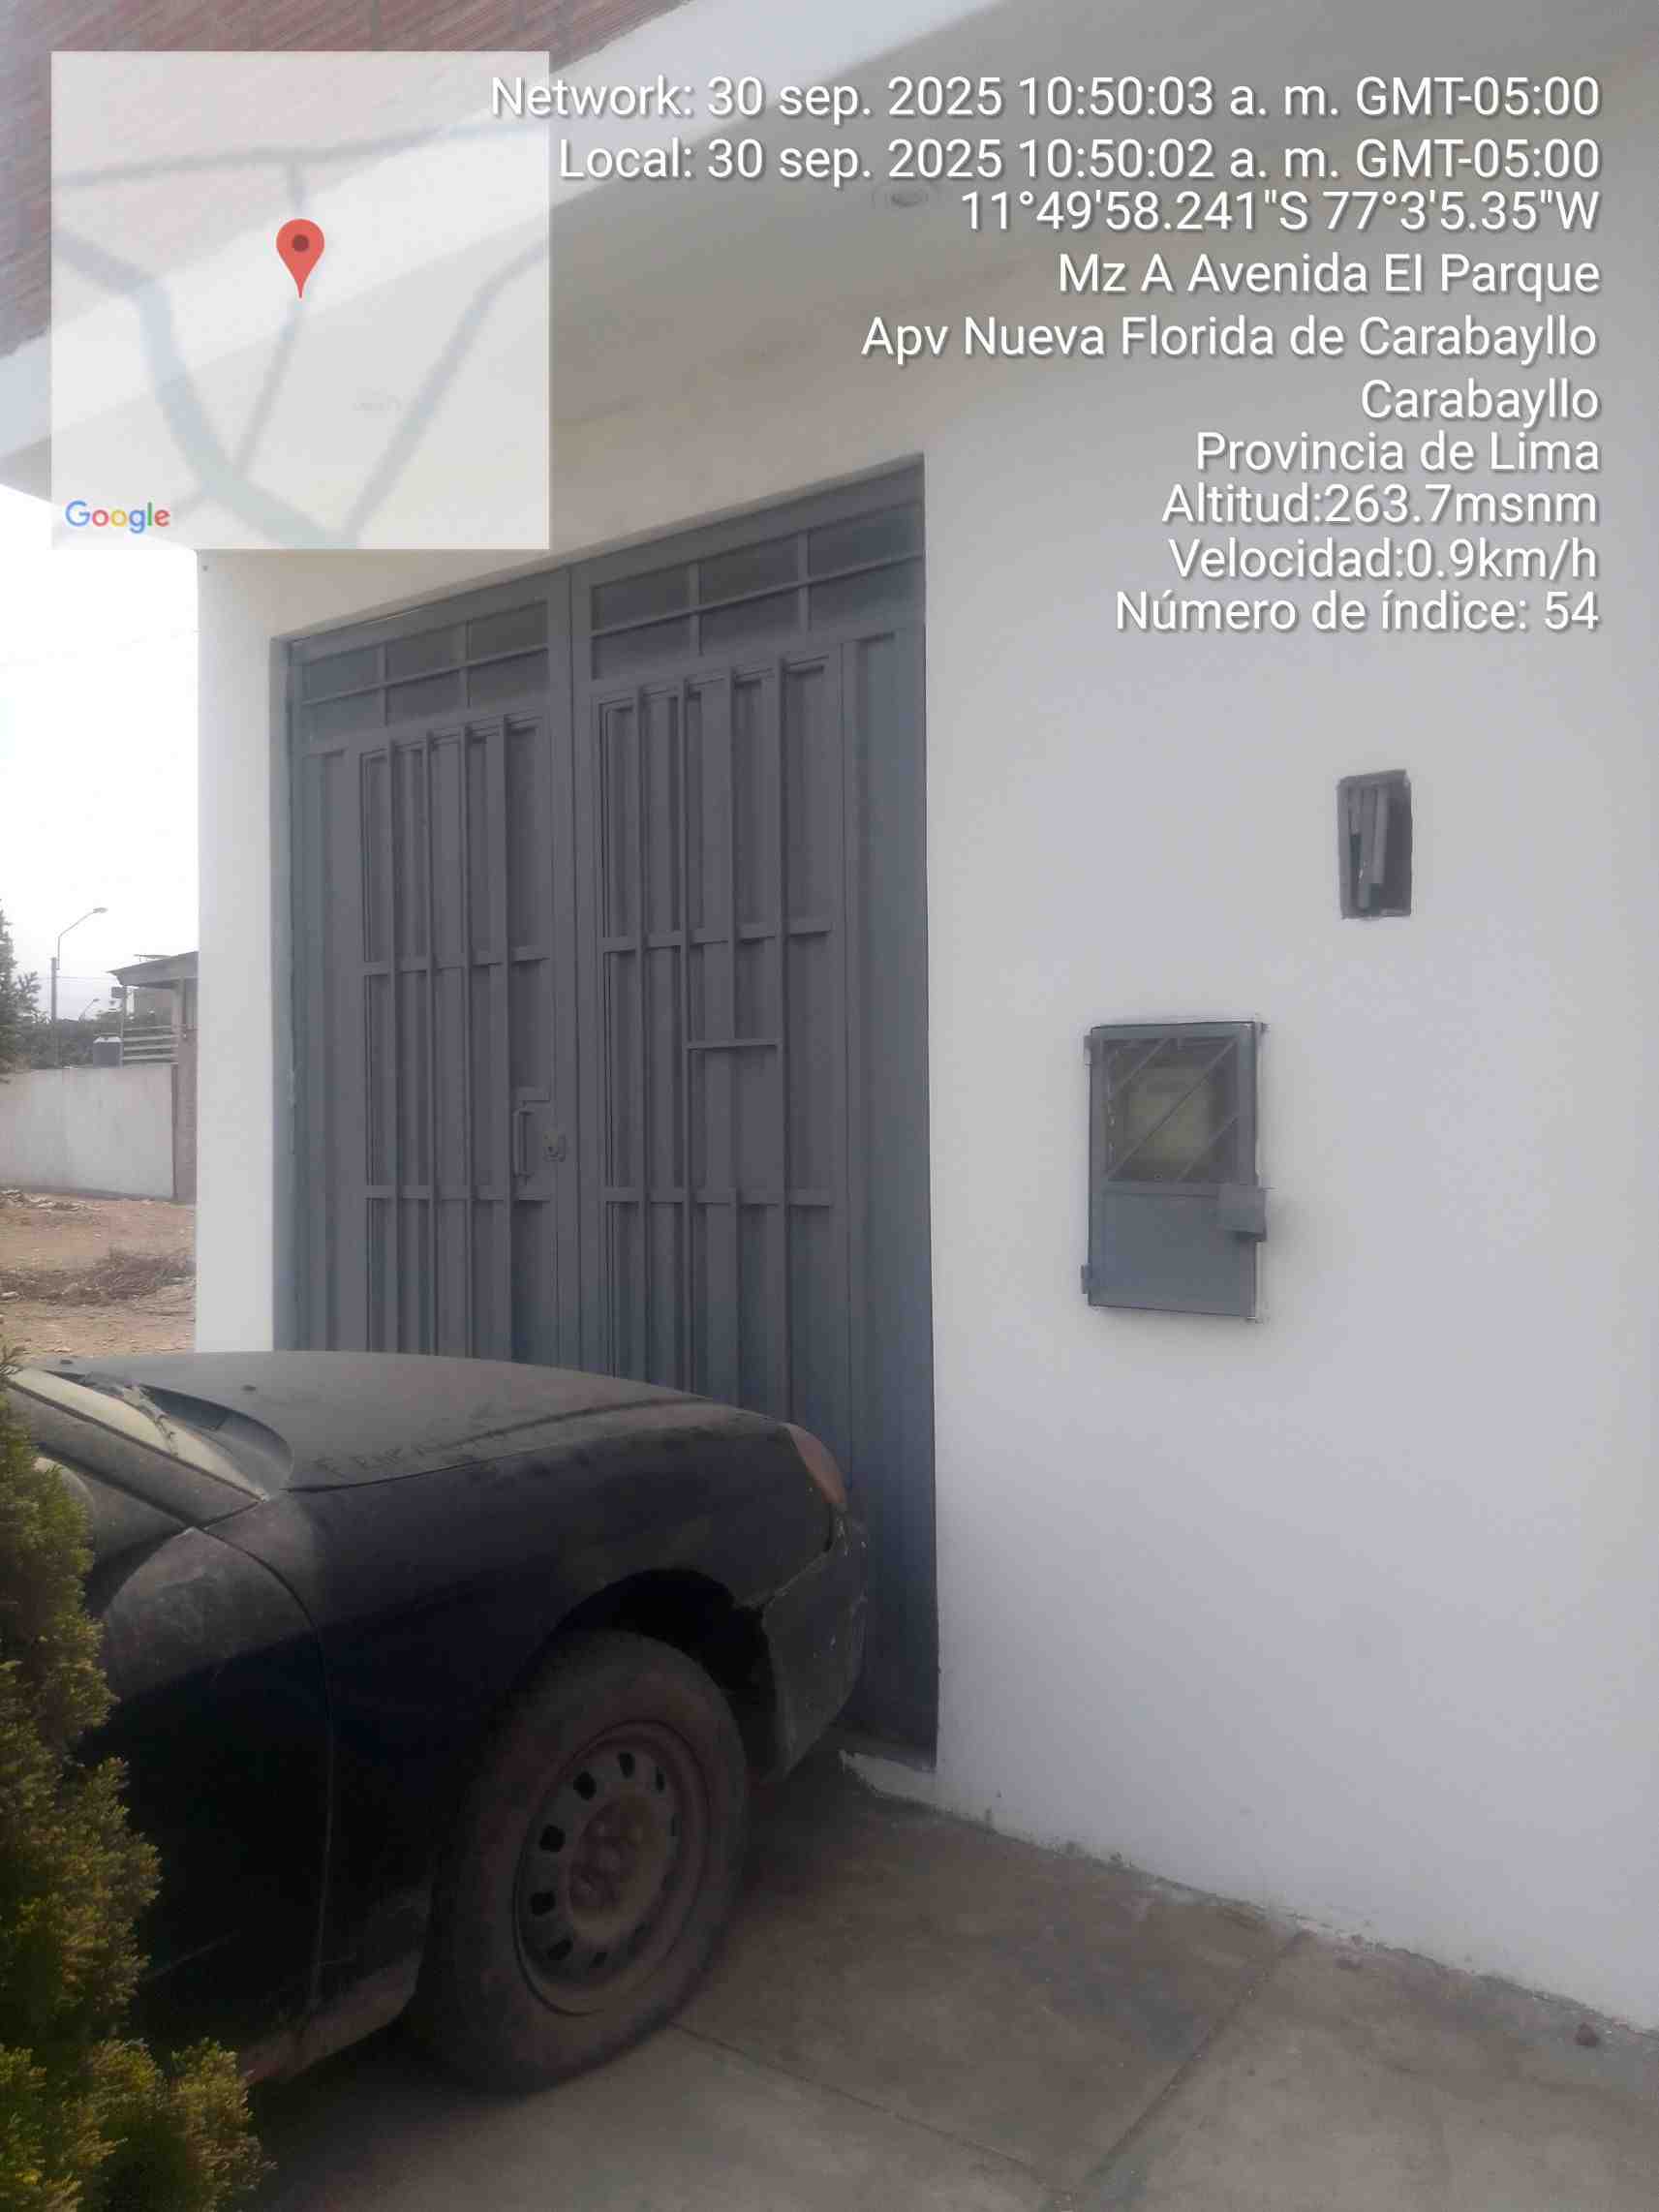 Network: 30 sep. 2025 10:50:03 a. m. GMT-05:00
Local: 30 sep. 2025 10:50:02 a. m. GMT-05:00
11°49'58.241"S 77°3'5.35"W
Mz A Avenida El Parque
Apv Nueva Florida de Carabayllo
Carabayllo
Provincia de Lima
Altitud:263.7msnm
Velocidad:0.9km/h
Número de índice: 54
Google